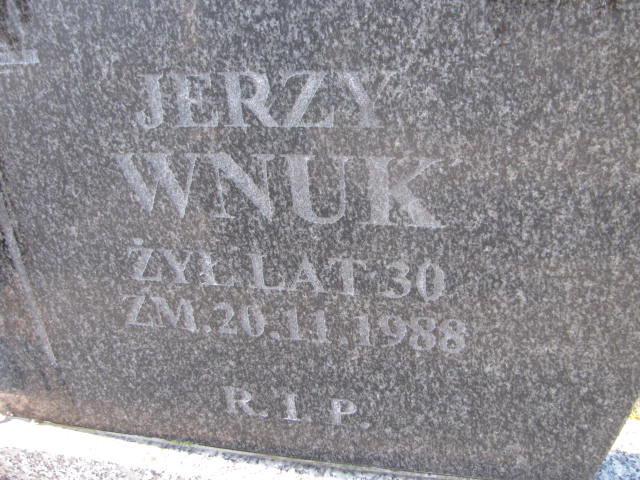 JERZY
WNUK
ŻYŁ LAT 30
ZM. 20.11.1988
R. I P.